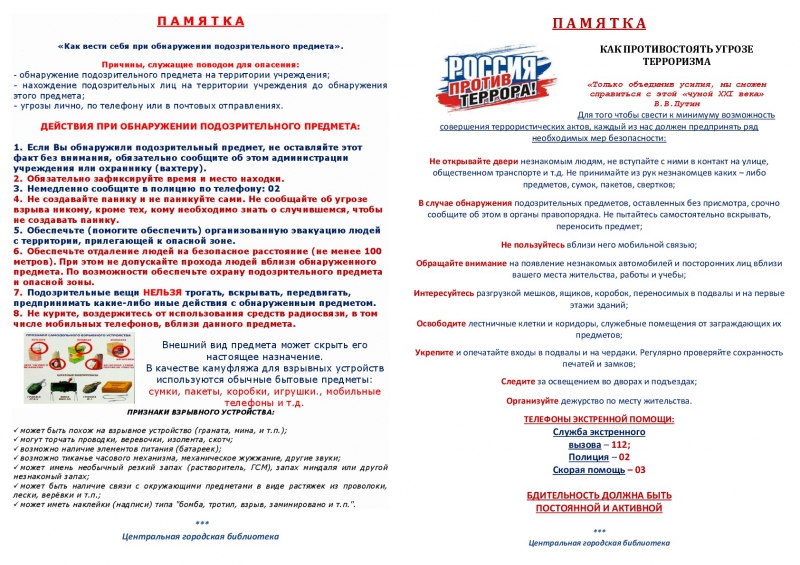 П А М Я Т К А
«Как вести себя при обнаружении подозрительного предмета».
Причины, служащие поводом для опасения:
- обнаружение подозрительного предмета на территории учреждения;
- нахождение подозрительных лиц на территории учреждения до обнаружения
этого предмета;
- угрозы лично, по телефону или в почтовых отправлениях.
ДЕЙСТВИЯ ПРИ ОБНАРУЖЕНИИ ПОДОЗРИТЕЛЬНОГО ПРЕДМЕТА:
1. Если Вы обнаружили подозрительный предмет, не оставляйте этот
факт без внимания, обязательно сообщите об этом администрации
учреждения или охраннику (вахтеру).
2. Обязательно зафиксируйте время и место находки.
3. Немедленно сообщите в полицию по телефону: 02
4. Не создавайте панику и не паникуйте сами. Не сообщайте об угрозе
взрыва никому, кроме тех, кому необходимо знать о случившемся, чтобы
не создавать панику.
5. Обеспечьте (помогите обеспечить) организованную эвакуацию людей
с территории, прилегающей к опасной зоне.
6. Обеспечьте отдаление людей на безопасное расстояние (не менее 100
метров). При этом не допускайте прохода людей вблизи обнаруженного
предмета. По возможности обеспечьте охрану подозрительного предмета
и опасной зоны.
7. Подозрительные вещи НЕЛЬЗЯ трогать, вскрывать, передвигать,
предпринимать какие-либо иные действия с обнаруженным предметом.
8. Не курите, воздержитесь от использования средств радиосвязи, в том
числе мобильных телефонов, вблизи данного предмета.
Внешний вид предмета может скрыть его
настоящее назначение.
В качестве камуфляжа для взрывных устройств
используются обычные бытовые предметы:
сумки, пакеты, коробки, игрушки., мобильные
телефоны и т.д.
ПРИЗНАКИ ВЗРЫВНОГО УСТРОЙСТВА:
✓может быть похож на взрывное устройство (граната, мина, и т.п.);
✓могут торчать проводки, веревочки, изолента, скотч;
✓возможно наличие элементов питания (батареек);
✓возможно тиканье часового механизма, механическое жужжание, другие звуки;
✓может имень необычный резкий запах (растворитель, ГСМ), запах миндаля или другой
незнакомый запах;
✓может быть наличие связи с окружающими предметами в виде растяжек из проволоки,
лески, верёвки и т.п.;
✓может иметь наклейки (надписи) типа "бомба, тротил, взрыв, заминировано и т.п".
***
Центральная городская библиотека
П А М Я Т К А
РОССИЯ
ПРОТИВ
ТЕРРОРА!
КАК ПРОТИВОСТОЯТЬ УГРОЗЕ
ТЕРРОРИЗМА
«Только объединив усилия, мы сможем
справиться с этой «чумой XXI века»
В.В.Путин
Для того чтобы свести к минимуму возможность
совершения террористических актов, каждый из нас должен предпринять ряд
необходимых мер безопасности:
Не открывайте двери незнакомым людям, не вступайте с ними в контакт на улице,
общественном транспорте и т.д. Не принимайте из рук незнакомцев каких – либо
предметов, сумок, пакетов, свертков;
В случае обнаружения подозрительных предметов, оставленных без присмотра, срочно
сообщите об этом в органы правопорядка. Не пытайтесь самостоятельно вскрывать,
переносить предмет;
Не пользуйтесь вблизи него мобильной связью;
Обращайте внимание на появление незнакомых автомобилей и посторонних лиц вблизи
вашего места жительства, работы и учебы;
Интересуйтесь разгрузкой мешков, ящиков, коробок, переносимых в подвалы и на первые
этажи зданий;
Освободите лестничные клетки и коридоры, служебные помещения от заграждающих их
предметов;
Укрепите и опечатайте входы в подвалы и на чердаки. Регулярно проверяйте сохранность
печатей и замков;
Следите за освещением во дворах и подъездах;
Организуйте дежурство по месту жительства.
ТЕЛЕФОНЫ ЭКСТРЕННОЙ ПОМОЩИ:
Служба экстренного
вызова – 112;
Полиция – 02
Скорая помощь – 03
БДИТЕЛЬНОСТЬ ДОЛЖНА БЫТЬ
ПОСТОЯННОЙ И АКТИВНОЙ
***
Центральная городская библиотека